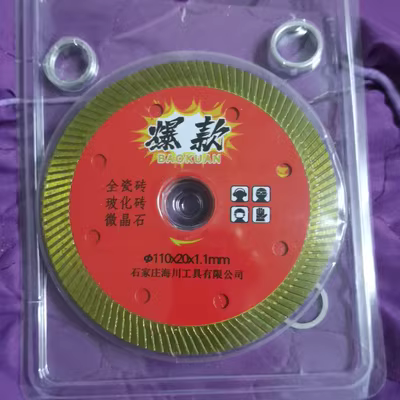 爆款
BAOKUAN
全瓷砖
玻化砖
微晶石
Φ110x20x1.1mm
石家庄海川工具有限公司